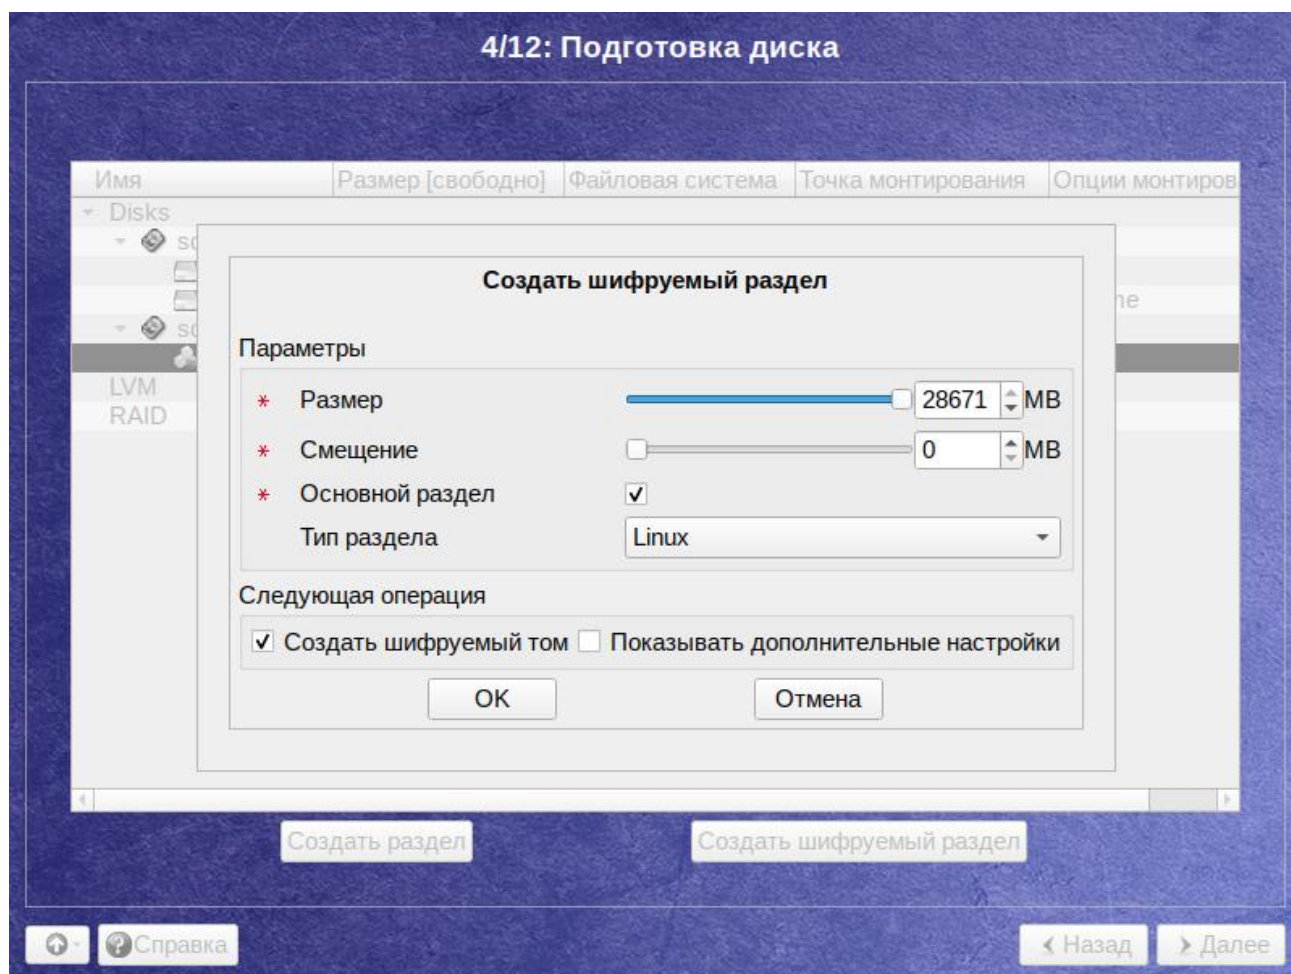 4/12: Подготовка диска
Имя Размер [свободно] Файловая система Точка монтирования Опции монтиров
Disks
Создать шифруемый раздел
Параметры
* Размер 28671 MB
* Смещение 0 MB
* Основной раздел
Тип раздела Linux
LVM
RAID
Следующая операция
Создать шифруемый том Показывать дополнительные настройки
OK Отмена
Создать раздел Создать шифруемый раздел
Справка Назад Далее